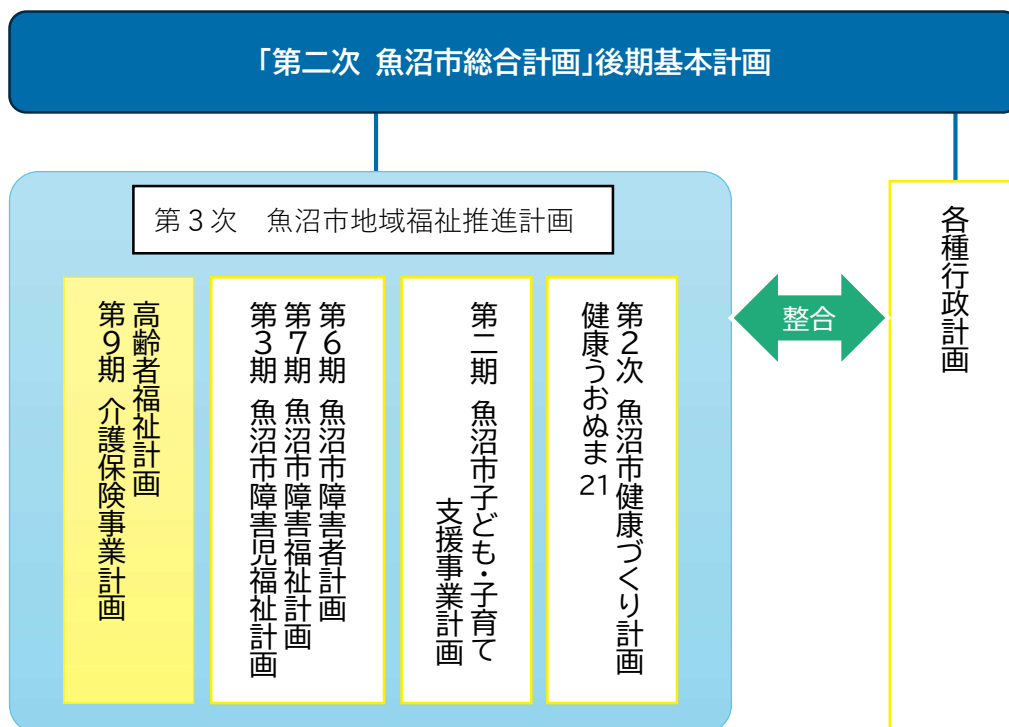 「第二次 魚沼市総合計画」後期基本計画
第3次　魚沼市地域福祉推進計画
高齢者福祉計画
第9期 介護保険事業計画
第6期 魚沼市障害者計画
第7期 魚沼市障害福祉計画
第3期 魚沼市障害児福祉計画
第二期 魚沼市子ども・子育て
支援事業計画
第2次 魚沼市健康づくり計画
健康うおぬま21
整合
各種行政計画